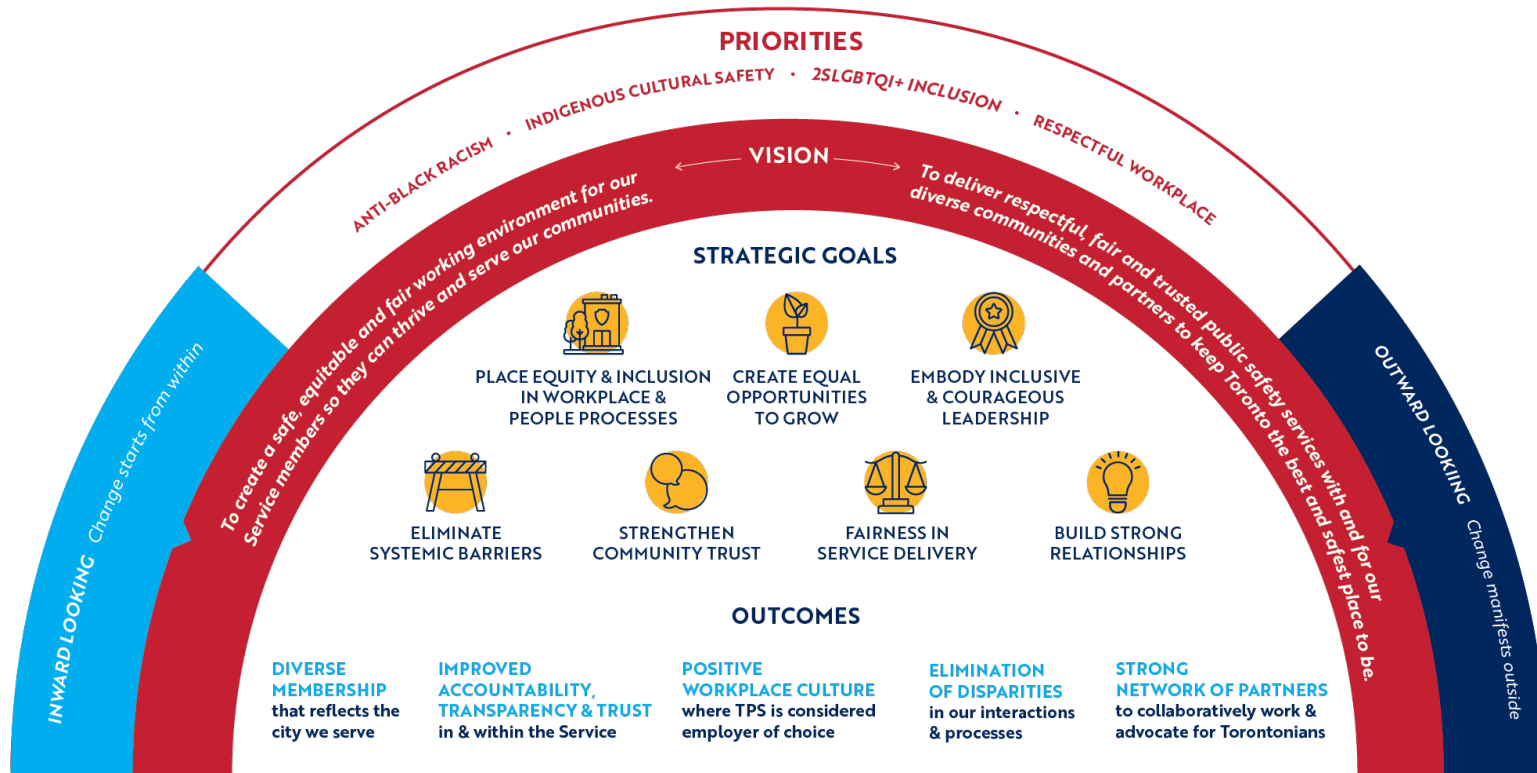 PRIORITIES
ANTI-BLACK RACISM • INDIGENOUS CULTURAL SAFETY • 2SLGBTQI+ INCLUSION • RESPECTFUL WORKPLACE
VISION
To create a safe, equitable and fair working environment for our
Service members so they can thrive and serve our communities.
To deliver respectful, fair and trusted public safety services with and for our
diverse communities and partners to keep Toronto the best and safest place to be.
INWARD LOOKING Change starts from within
OUTWARD LOOKIING Change manifests outside
STRATEGIC GOALS
PLACE EQUITY & INCLUSION
IN WORKPLACE &
PEOPLE PROCESSES
CREATE EQUAL
OPPORTUNITIES
TO GROW
EMBODY INCLUSIVE
& COURAGEOUS
LEADERSHIP
ELIMINATE
SYSTEMIC BARRIERS
STRENGTHEN
COMMUNITY TRUST
FAIRNESS IN
SERVICE DELIVERY
BUILD STRONG
RELATIONSHIPS
OUTCOMES
DIVERSE
MEMBERSHIP
that reflects the
city we serve
IMPROVED
ACCOUNTABILITY,
TRANSPARENCY & TRUST
in & within the Service
POSITIVE
WORKPLACE CULTURE
where TPS is considered
employer of choice
ELIMINATION
OF DISPARITIES
in our interactions
& processes
STRONG
NETWORK OF PARTNERS
to collaboratively work &
advocate for Torontonians